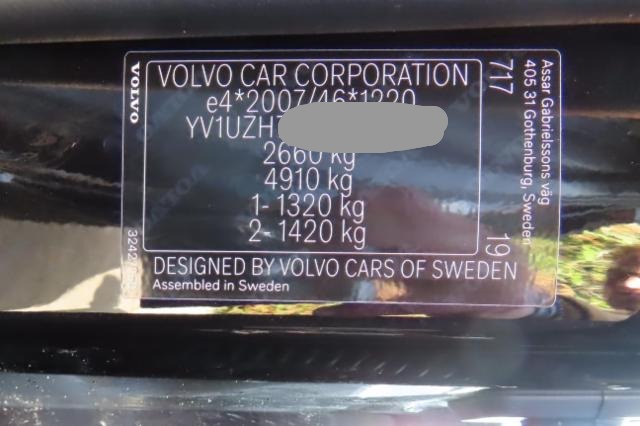 VOLVO
VOLVO CAR CORPORATION
e4*2007/46*1220
YV1UZH
2660 kg
4910 kg
1- 1320 kg
2- 1420 kg
DESIGNED BY VOLVO CARS OF SWEDEN
Assembled in Sweden
717
19
Assar Gabrielssons väg
405 31 Gothenburg, Sweden